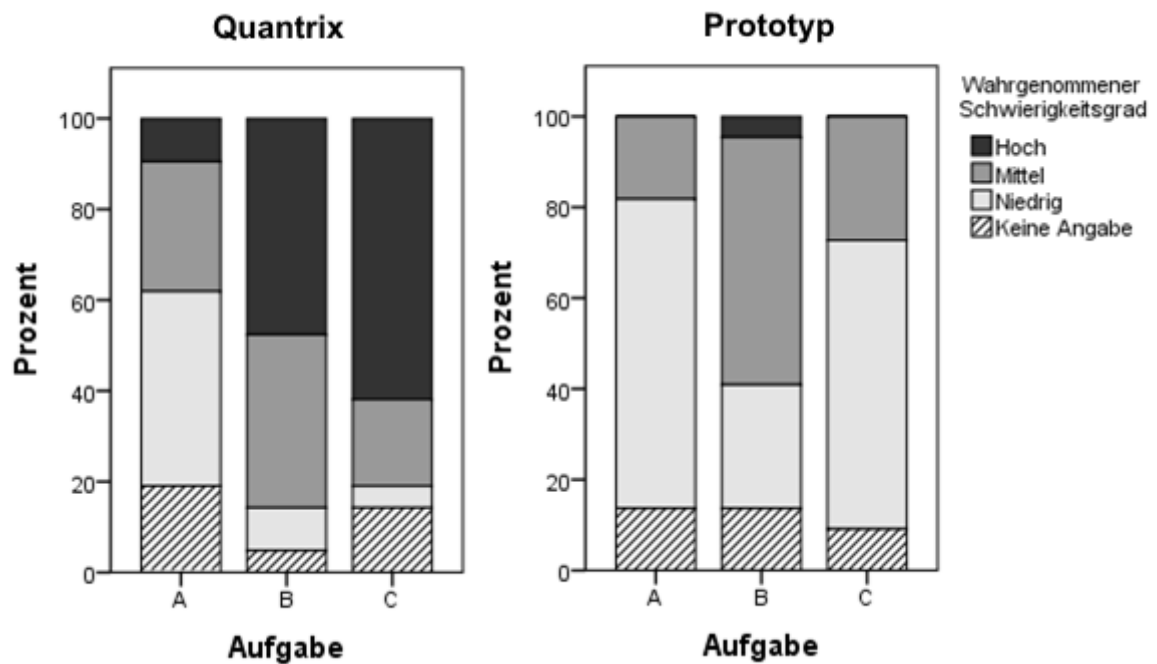 Quantrix
100
80
60
40
20
0
Prozent
A B C
Aufgabe
Prototyp
100
80
60
40
20
0
Prozent
A B C
Aufgabe
Wahrgenommener
Schwierigkeitsgrad
Hoch
Mittel
Niedrig
Keine Angabe